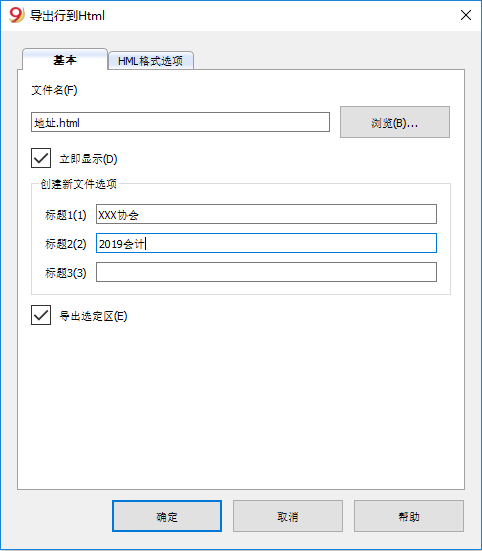 9 导出行到Html
基本
HML格式选项
文件名(F)
地址.html
浏览(B)...
立即显示(D)
创建新文件选项
标题1(1) XXX协会
标题2(2) 2019会计
标题3(3)
导出选定区(E)
确定
取消
帮助